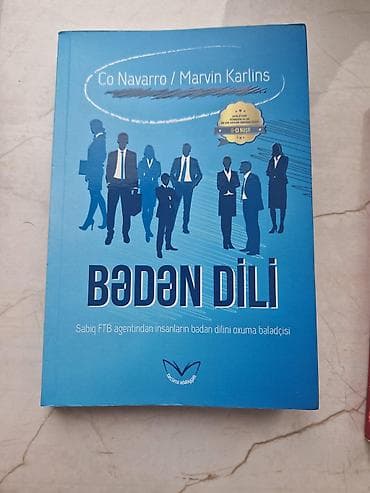 Co Navarro / Marvin Karlins
BəDəN DİLİ
Sabiq FTB agentindən insanların bədən dilini oxuma bələdçisi